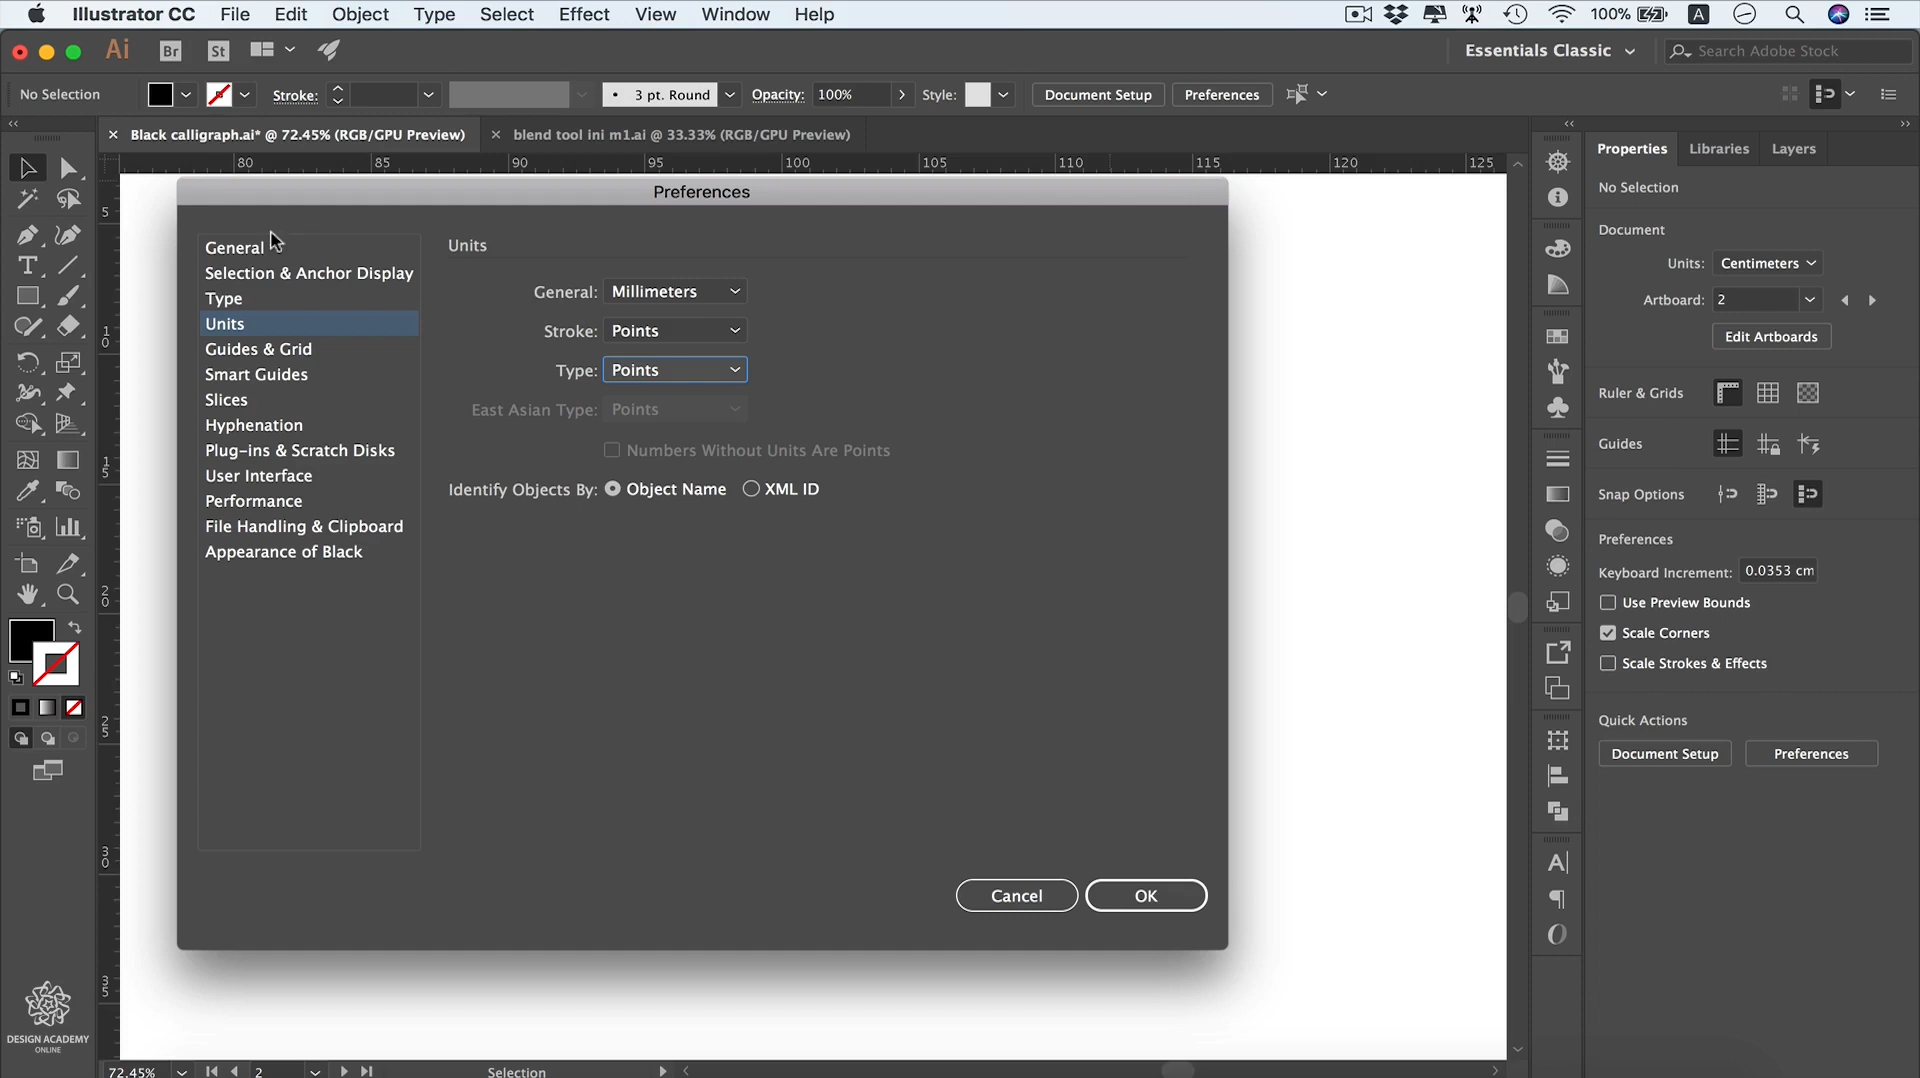 Illustrator CC File Edit Object Type Select Effect View Window Help 100% A
Ai Br St Essentials Classic Search Adobe Stock
No Selection Stroke: 3 pt. Round Opacity: 100% Style: Document Setup Preferences
Black calligraph.ai* @ 72.45% (RGB/GPU Preview) blend tool ini m1.ai @ 33.33% (RGB/GPU Preview)
80 85 90 95 100 105 110 115 120 125
5
10
15
20
25
30
35
Preferences
General
Selection & Anchor Display
Type
Units
Guides & Grid
Smart Guides
Slices
Hyphenation
Plug-ins & Scratch Disks
User Interface
Performance
File Handling & Clipboard
Appearance of Black
Units
General: Millimeters
Stroke: Points
Type: Points
East Asian Type: Points
Numbers Without Units Are Points
Identify Objects By: Object Name XML ID
Cancel OK
Properties Libraries Layers
No Selection
Document
Units: Centimeters
Artboard: 2
Edit Artboards
Ruler & Grids
Guides
Snap Options
Preferences
Keyboard Increment: 0.0353 cm
Use Preview Bounds
Scale Corners
Scale Strokes & Effects
Quick Actions
Document Setup Preferences
DESIGN ACADEMY
ONLINE
72.45% 2 Selection